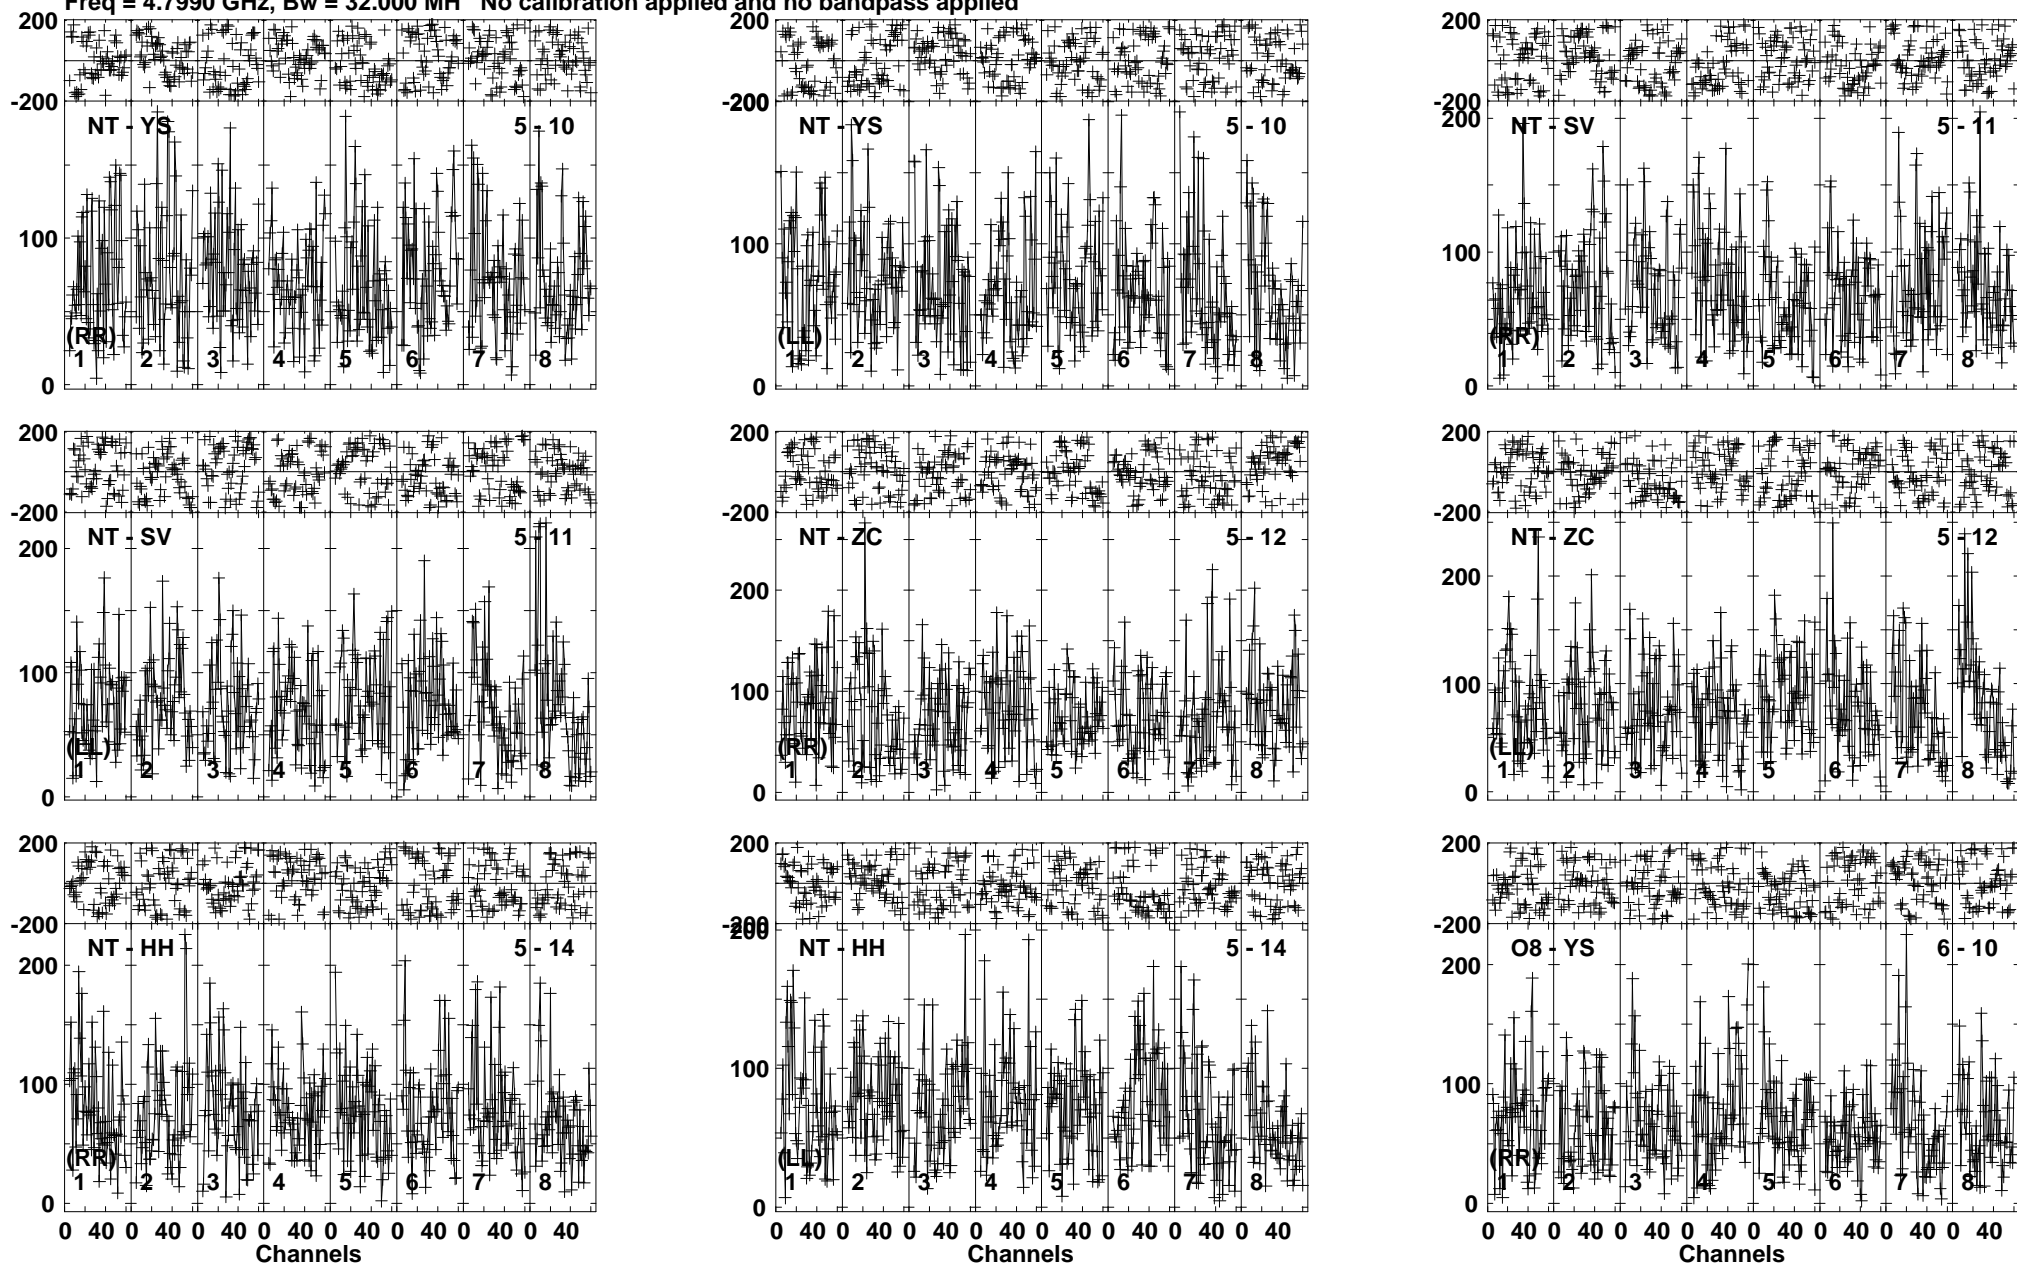 Freq = 4.7990 GHz, Bw = 32.000 MH No calibration applied and no bandpass applied
200 200 200
-200 -200 -200
NT - YS 5 - 10 NT - YS 5 - 10 200 NT - SV 5 - 11
100 100 100
(RR) (LL) (RR)
1 2 3 4 5 6 7 8 1 2 3 4 5 6 7 8 1 2 3 4 5 6 7 8
0 0 0
200 200 200
-200 -200 -200
NT - SV 5 - 11 NT - ZC 5 - 12 NT - ZC 5 - 12
200 200 200
100 100 100
(LL) (RR) (LL)
1 2 3 4 5 6 7 8 1 2 3 4 5 6 7 8 1 2 3 4 5 6 7 8
0 0 0
200 200 200
-200 -200 -200
200
NT - HH 5 - 14 NT - HH 5 - 14 O8 - YS 6 - 10
200 200
100 100 100
(RR) (LL) (RR)
1 2 3 4 5 6 7 8 1 2 3 4 5 6 7 8 1 2 3 4 5 6 7 8
0 0 0
0 40 0 40 0 40 0 40 0 40 0 40 0 40 0 40 0 40 0 40 0 40 0 40 0 40 0 40 0 40 0 40 0 40 0 40 0 40 0 40 0 40 0 40 0 40 0 40
Channels Channels Channels